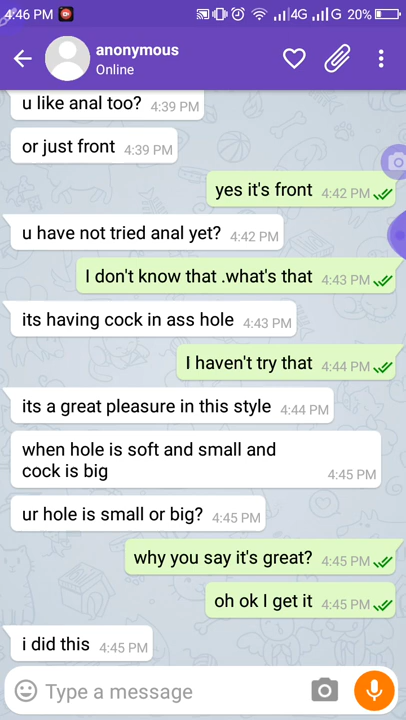 4:46 PM
4G
G
20%
anonymous
Online
u like anal too? 4:39 PM
or just front 4:39 PM
yes it's front 4:42 PM
u have not tried anal yet? 4:42 PM
I don't know that .what's that 4:43 PM
its having cock in ass hole 4:43 PM
I haven't try that 4:44 PM
its a great pleasure in this style 4:44 PM
when hole is soft and small and
cock is big 4:45 PM
ur hole is small or big? 4:45 PM
why you say it's great? 4:45 PM
oh ok I get it 4:45 PM
i did this 4:45 PM
Type a message